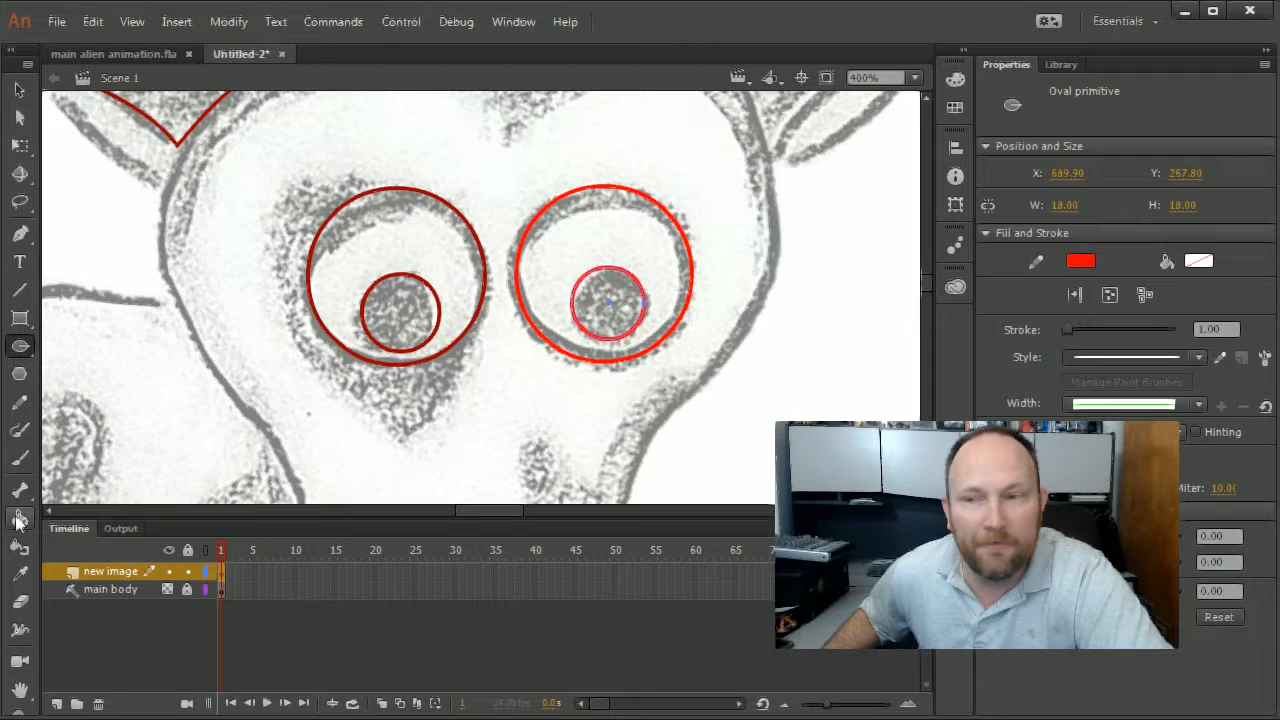 An File Edit View Insert Modify Text Commands Control Debug Window Help Essentials
main alien animation.fla × Untitled-2* ×
Scene 1 400%
Properties Library
Oval primitive
Position and Size
X: 689.90 Y: 267.80
W: 18.00 H: 18.00
Fill and Stroke
Stroke: 1.00
Style:
Manage Paint Brushes
Width:
Hinting
Miter: 10.00
0.00
0.00
0.00
Reset
Timeline Output
1 5 10 15 20 25 30 35 40 45 50 55 60 65
new image
main body
1 24.00 fps 0.0s